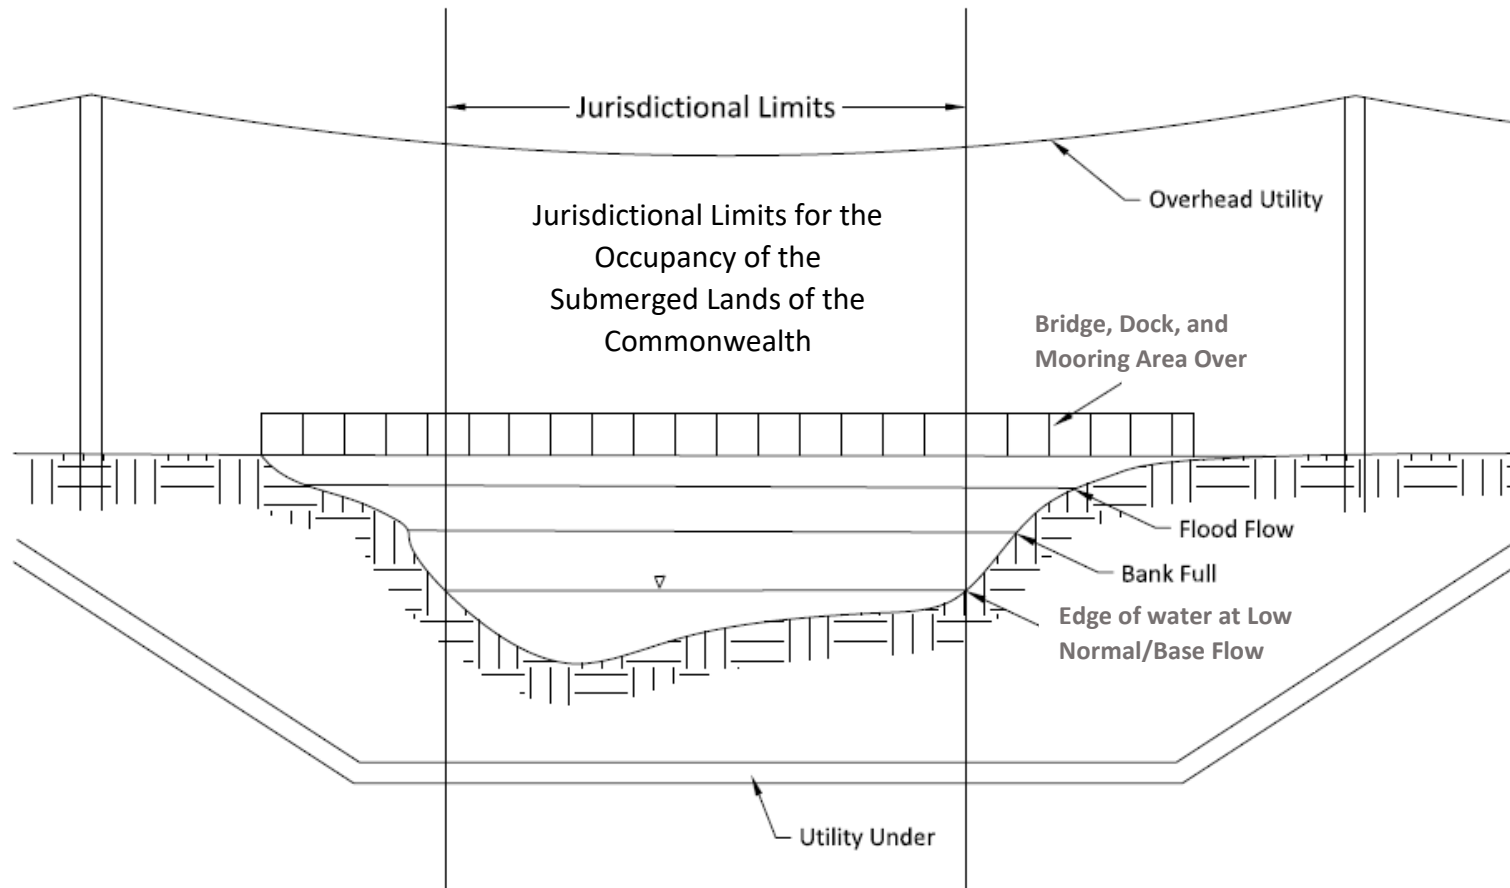 Jurisdictional Limits
Overhead Utility
Jurisdictional Limits for the
Occupancy of the
Submerged Lands of the
Commonwealth
Bridge, Dock, and
Mooring Area Over
Flood Flow
Bank Full
Edge of water at Low
Normal/Base Flow
Utility Under